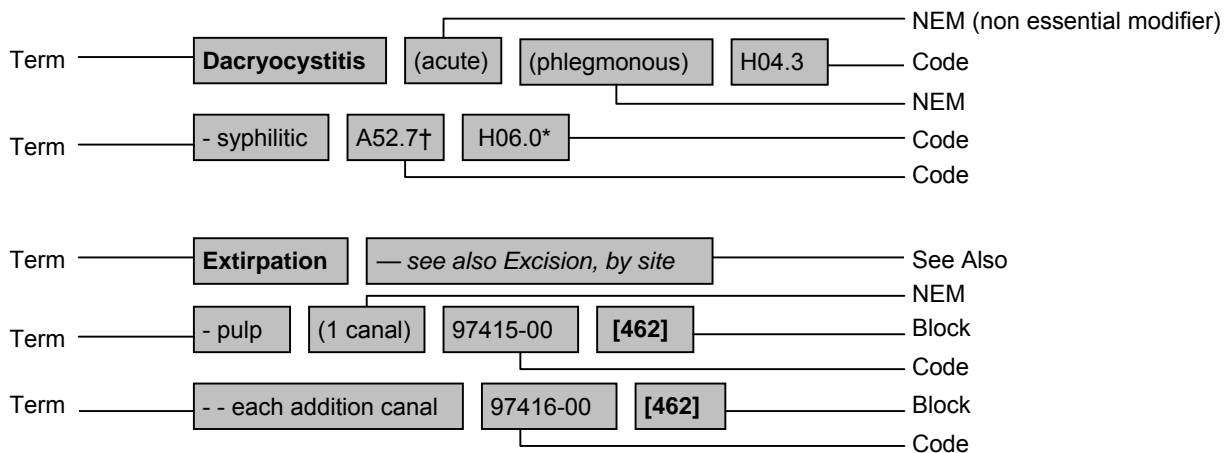 NEM (non essential modifier)
Term Dacryocystitis (acute) (phlegmonous) H04.3 Code
NEM
Term - syphilitic A52.7† H06.0* Code
Code
Term Extirpation — see also Excision, by site See Also
NEM
Term - pulp (1 canal) 97415-00 [462] Block
Code
Term - - each addition canal 97416-00 [462] Block
Code